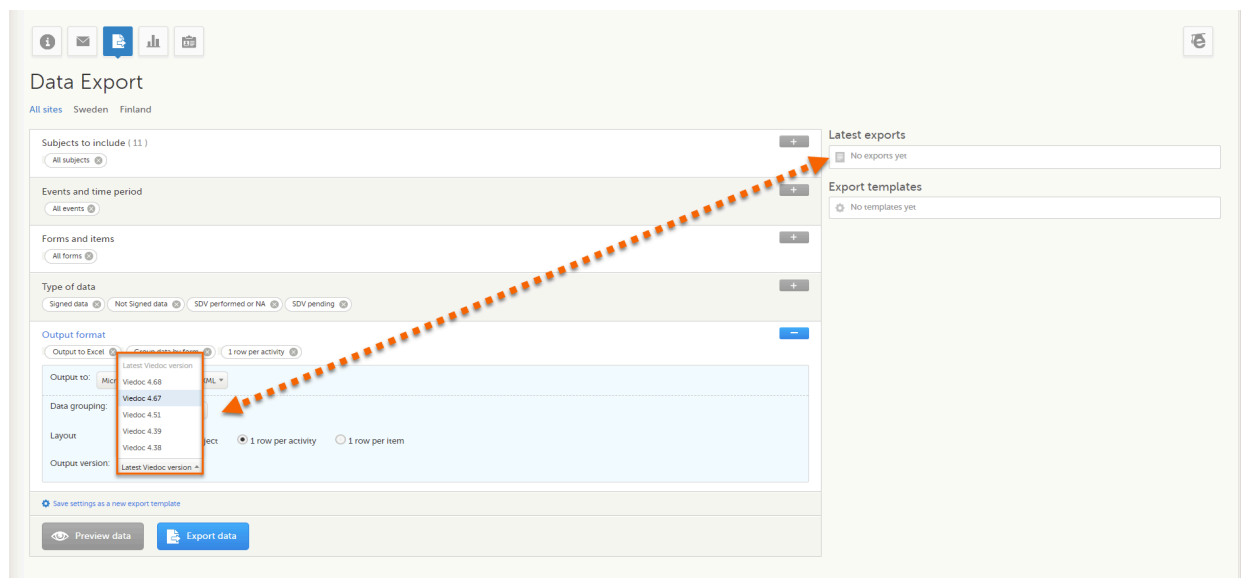 Data Export
All sites Sweden Finland
Subjects to include ( 11 )
All subjects
Events and time period
All events
Forms and items
All forms
Type of data
Signed data Not Signed data SDV performed or NA SDV pending
Output format
Output to Excel Group data by form 1 row per activity
Output to:
Latest Viedoc version
Viedoc 4.68
Data grouping:
Viedoc 4.67
Viedoc 4.51
Layout
Viedoc 4.39
1 row per activity 1 row per item
Viedoc 4.38
Output version: Latest Viedoc version
Save settings as a new export template
Preview data Export data
Latest exports
No exports yet
Export templates
No templates yet